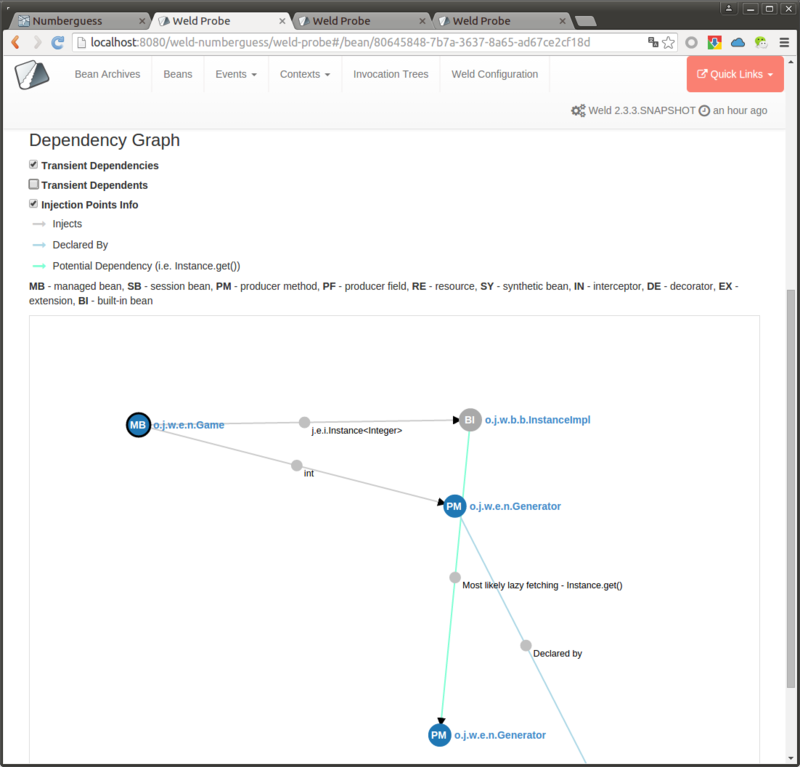 Numberguess
Weld Probe
Weld Probe
Weld Probe
localhost:8080/weld-numberguess/weld-probe#/bean/80645848-7b7a-3637-8a65-ad67ce2cf18d
Bean Archives
Beans
Events
Contexts
Invocation Trees
Weld Configuration
Quick Links
Weld 2.3.3.SNAPSHOT an hour ago
Dependency Graph
Transient Dependencies
Transient Dependents
Injection Points Info
Injects
Declared By
Potential Dependency (i.e. Instance.get())
MB - managed bean, SB - session bean, PM - producer method, PF - producer field, RE - resource, SY - synthetic bean, IN - interceptor, DE - decorator, EX -
extension, BI - built-in bean
MB o.j.w.e.n.Game
BI o.j.w.b.b.InstanceImpl
j.e.i.Instance<Integer>
int
PM o.j.w.e.n.Generator
Most likely lazy fetching - Instance.get()
Declared by
PM o.j.w.e.n.Generator